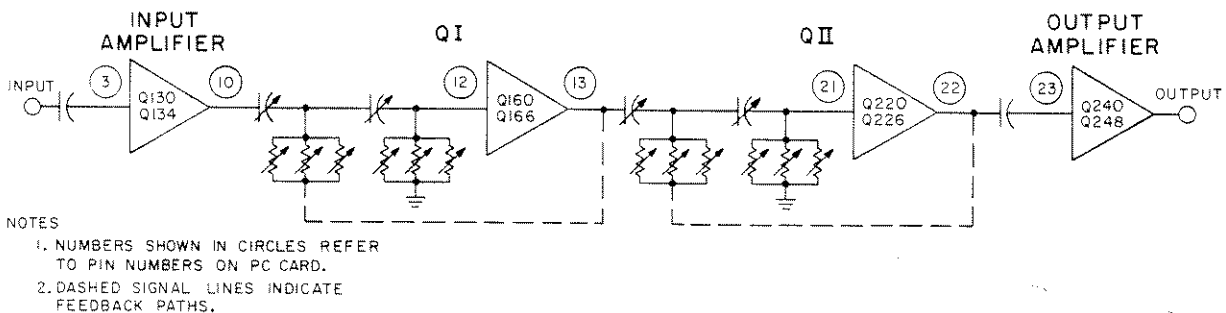 INPUT
AMPLIFIER
QI
QII
OUTPUT
AMPLIFIER
INPUT
3
10
12
13
21
22
23
OUTPUT
Q130
Q134
Q160
Q166
Q220
Q226
Q240
Q248
NOTES
1. NUMBERS SHOWN IN CIRCLES REFER
TO PIN NUMBERS ON PC CARD.
2. DASHED SIGNAL LINES INDICATE
FEEDBACK PATHS.